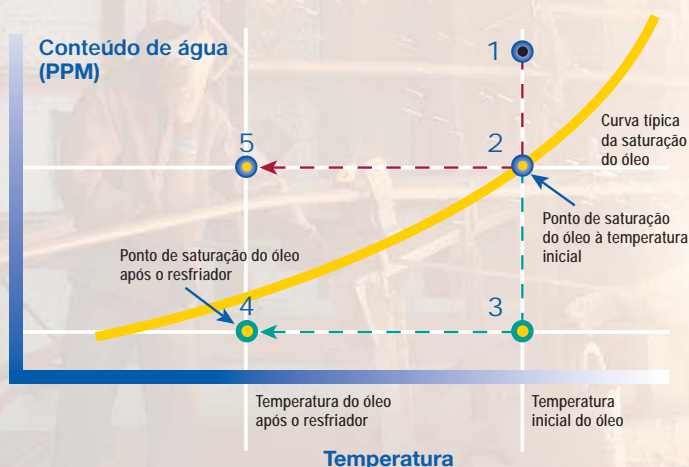 Conteúdo de água
(PPM)
1
5
2
Curva típica
da saturação
do óleo
Ponto de saturação
do óleo à temperatura
inicial
Ponto de saturação do óleo
após o resfriador
4
3
Temperatura do óleo
após o resfriador
Temperatura
inicial do óleo
Temperatura